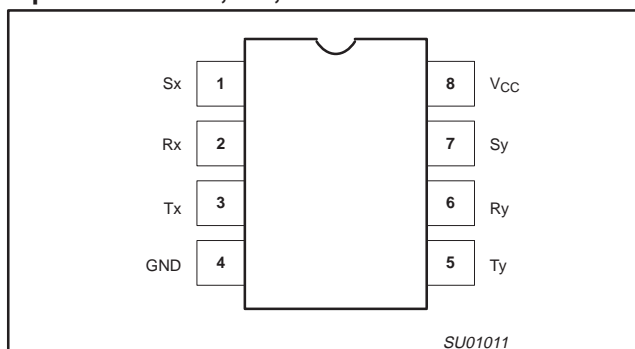 Sx 1 8 VCC
Rx 2 7 Sy
Tx 3 6 Ry
GND 4 5 Ty
SU01011